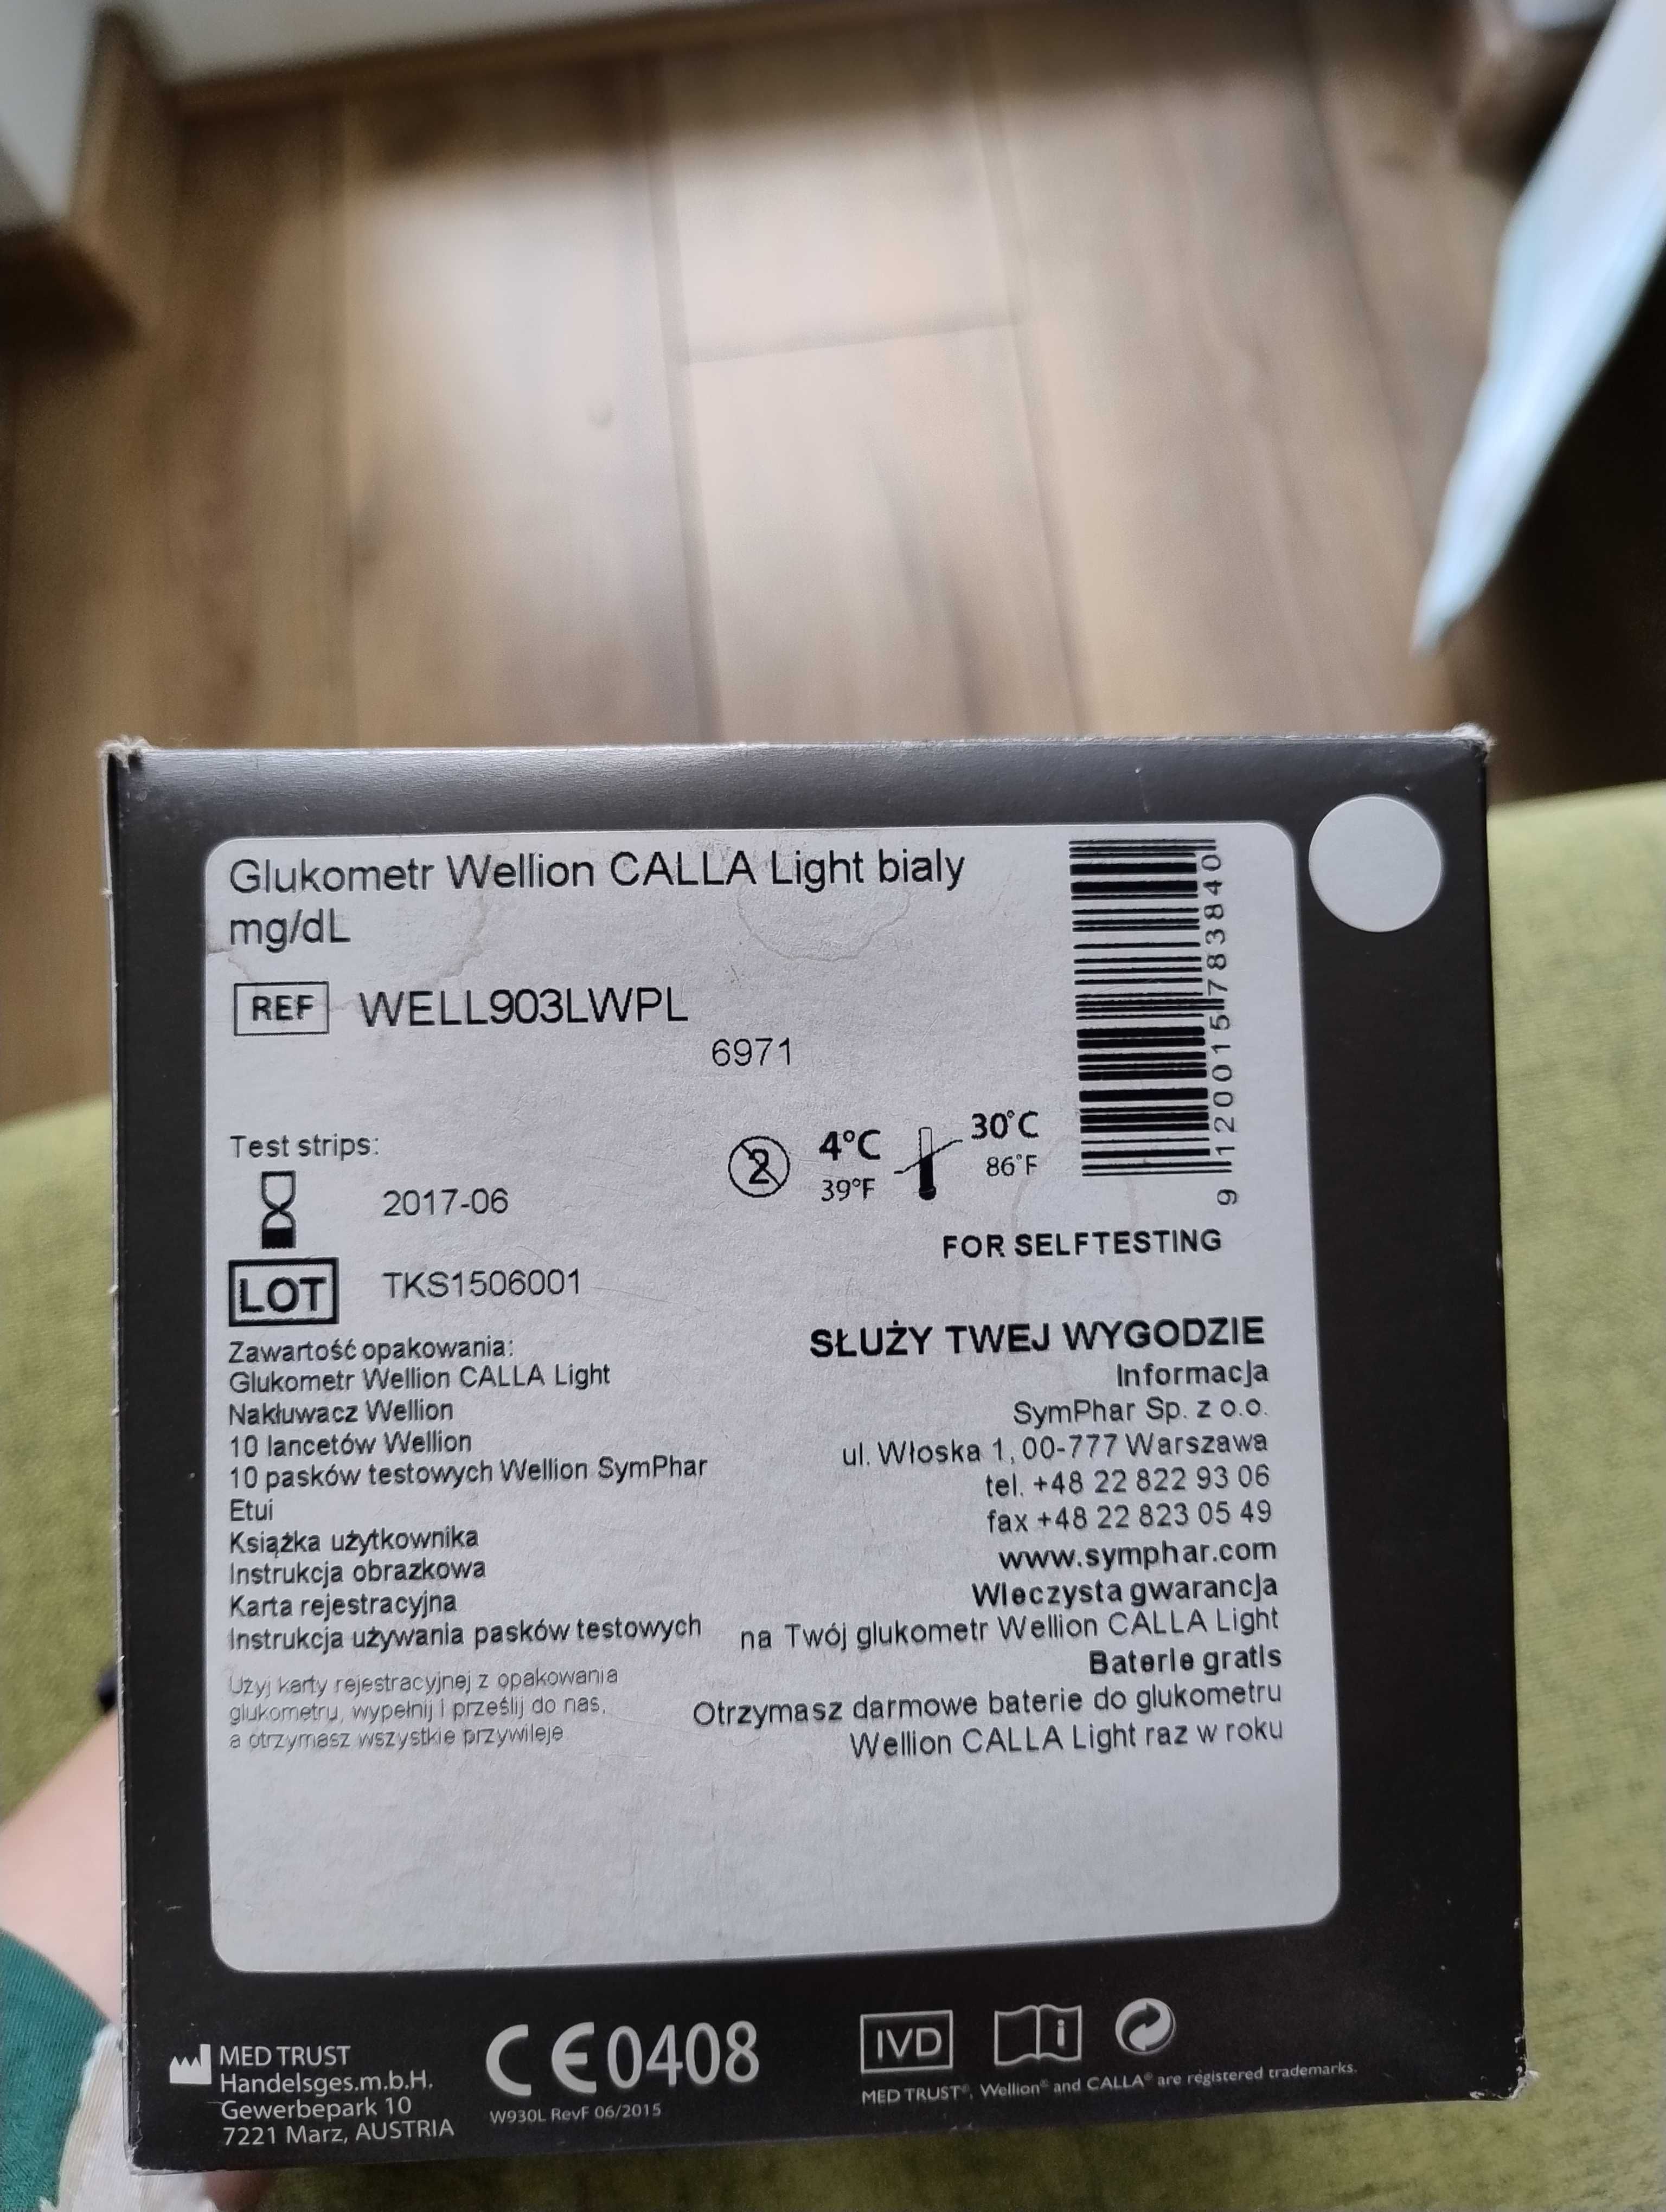 Glukometr Wellion CALLA Light bialy
mg/dL
REF WELL903LWPL
6971
9 120015 783840
Test strips:
2017-06
2
4°C
39°F
30°C
86°F
FOR SELFTESTING
LOT TKS1506001
Zawartość opakowania:
Glukometr Wellion CALLA Light
Nakłuwacz Wellion
10 lancetów Wellion
10 pasków testowych Wellion SymPhar
Etui
Książka użytkownika
Instrukcja obrazkowa
Karta rejestracyjna
Instrukcja używania pasków testowych
Użyj karty rejestracyjnej z opakowania
glukometru, wypełnij i prześlij do nas,
a otrzymasz wszystkie przywileje
SŁUŻY TWEJ WYGODZIE
Informacja
SymPhar Sp. z o.o.
ul. Włoska 1, 00-777 Warszawa
tel. +48 22 822 93 06
fax +48 22 823 05 49
www.symphar.com
Wieczysta gwarancja
na Twój glukometr Wellion CALLA Light
Baterie gratis
Otrzymasz darmowe baterie do glukometru
Wellion CALLA Light raz w roku
MED TRUST
Handelsges.m.b.H.
Gewerbepark 10
7221 Marz, AUSTRIA
CE0408
W930L RevF 06/2015
IVD
i
MED TRUST®, Wellion® and CALLA® are registered trademarks.